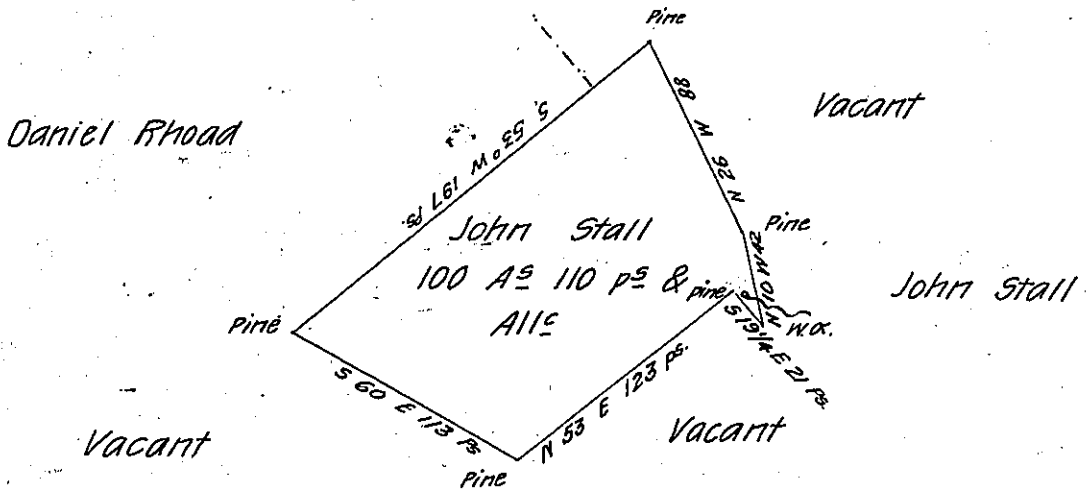 Pine
Vacant
N 26 W 88
Daniel Rhoad
S. 53° W 197 ps.
John Stall
100 As 110 ps &
Allc
Pine
N 10 W 42
pine
John Stall
W.O.
S 19 1/4 E 21 ps.
Pine
S 60 E 113 ps
N 53 E 123 ps.
Vacant
Vacant
Pine